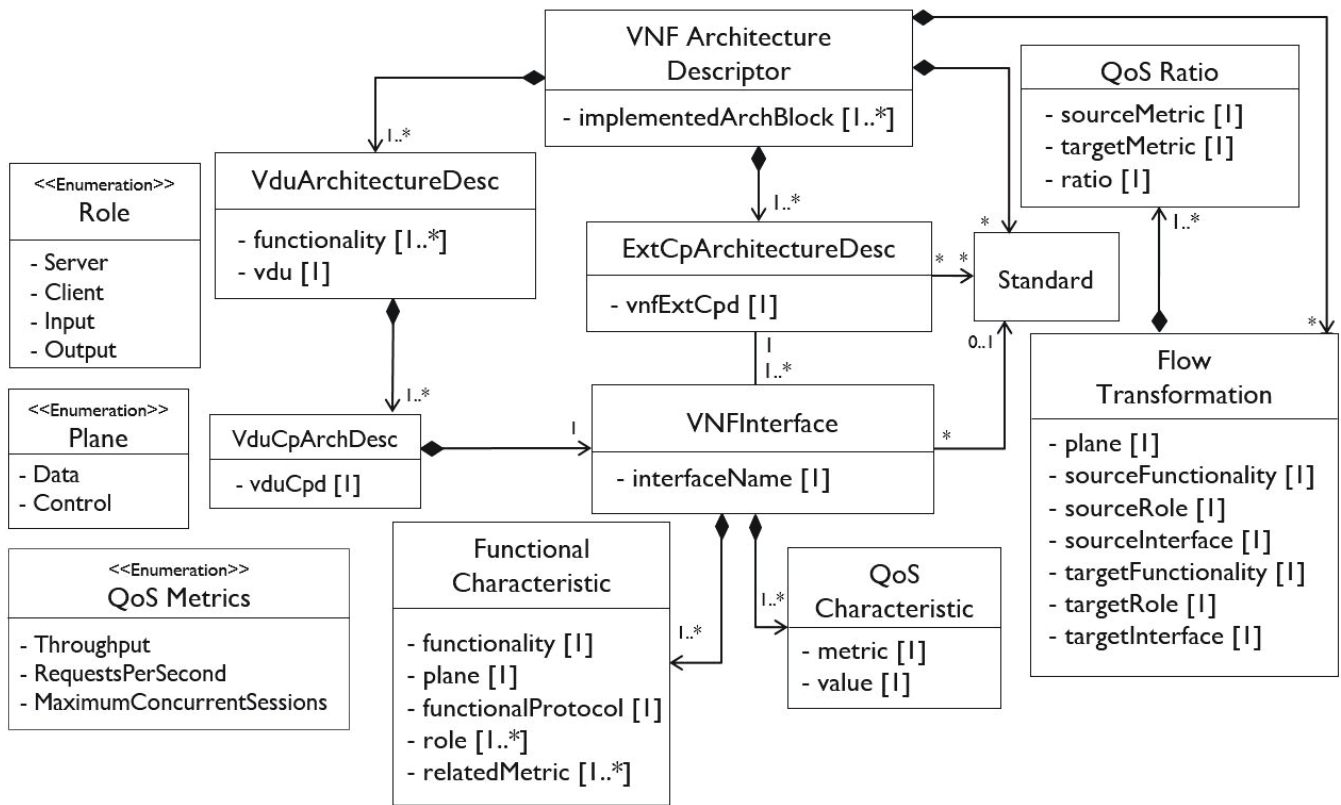 VNF Architecture
Descriptor
- implementedArchBlock [1..*]
QoS Ratio
- sourceMetric [1]
- targetMetric [1]
- ratio [1]
1..*
<<Enumeration>>
Role
- Server
- Client
- Input
- Output
VduArchitectureDesc
- functionality [1..*]
- vdu [1]
1..*
ExtCpArchitectureDesc
- vnfExtCpd [1]
*
*
*
Standard
1..*
*
0..1
1
1..*
Flow
Transformation
- plane [1]
- sourceFunctionality [1]
- sourceRole [1]
- sourceInterface [1]
- targetFunctionality [1]
- targetRole [1]
- targetInterface [1]
<<Enumeration>>
Plane
- Data
- Control
1..*
VduCpArchDesc
- vduCpd [1]
1
VNFInterface
- interfaceName [1]
*
<<Enumeration>>
QoS Metrics
- Throughput
- RequestsPerSecond
- MaximumConcurrentSessions
Functional
Characteristic
- functionality [1]
- plane [1]
- functionalProtocol [1]
- role [1..*]
- relatedMetric [1..*]
1..*
1..*
QoS
Characteristic
- metric [1]
- value [1]